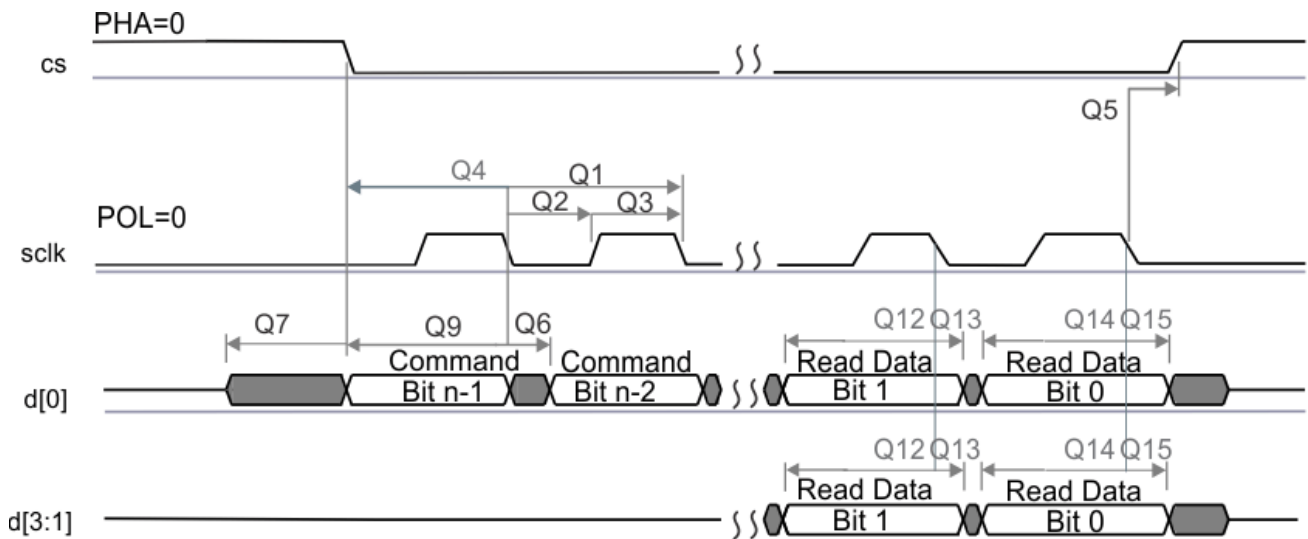 PHA=0
cs
Q5
Q4 Q1
Q2 Q3
POL=0
sclk
Q7 Q9 Q6 Q12 Q13 Q14 Q15
Command Command Read Data Read Data
d[0] Bit n-1 Bit n-2 Bit 1 Bit 0
Q12 Q13 Q14 Q15
Read Data Read Data
d[3:1] Bit 1 Bit 0